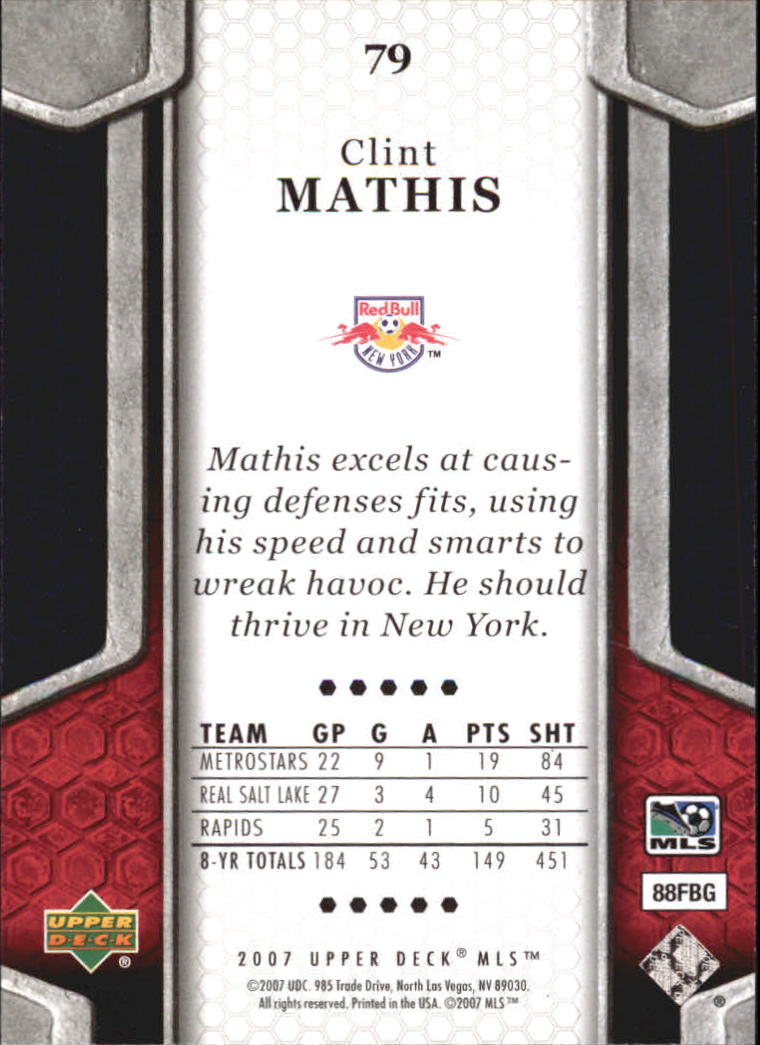 79
Clint
MATHIS
Red Bull
NEW YORK TM
Mathis excels at caus-
ing defenses fits, using
his speed and smarts to
wreak havoc. He should
thrive in New York.
TEAM GP G A PTS SHT
METROSTARS 22 9 1 19 84
REAL SALT LAKE 27 3 4 10 45
RAPIDS 25 2 1 5 31
8-YR TOTALS 184 53 43 149 451
MLS
88FBG
UPPER
D·E·C·K
®
®
2007 UPPER DECK® MLS™
©2007 UDC. 985 Trade Drive, North Las Vegas, NV 89030.
All rights reserved. Printed in the USA. ©2007 MLS™